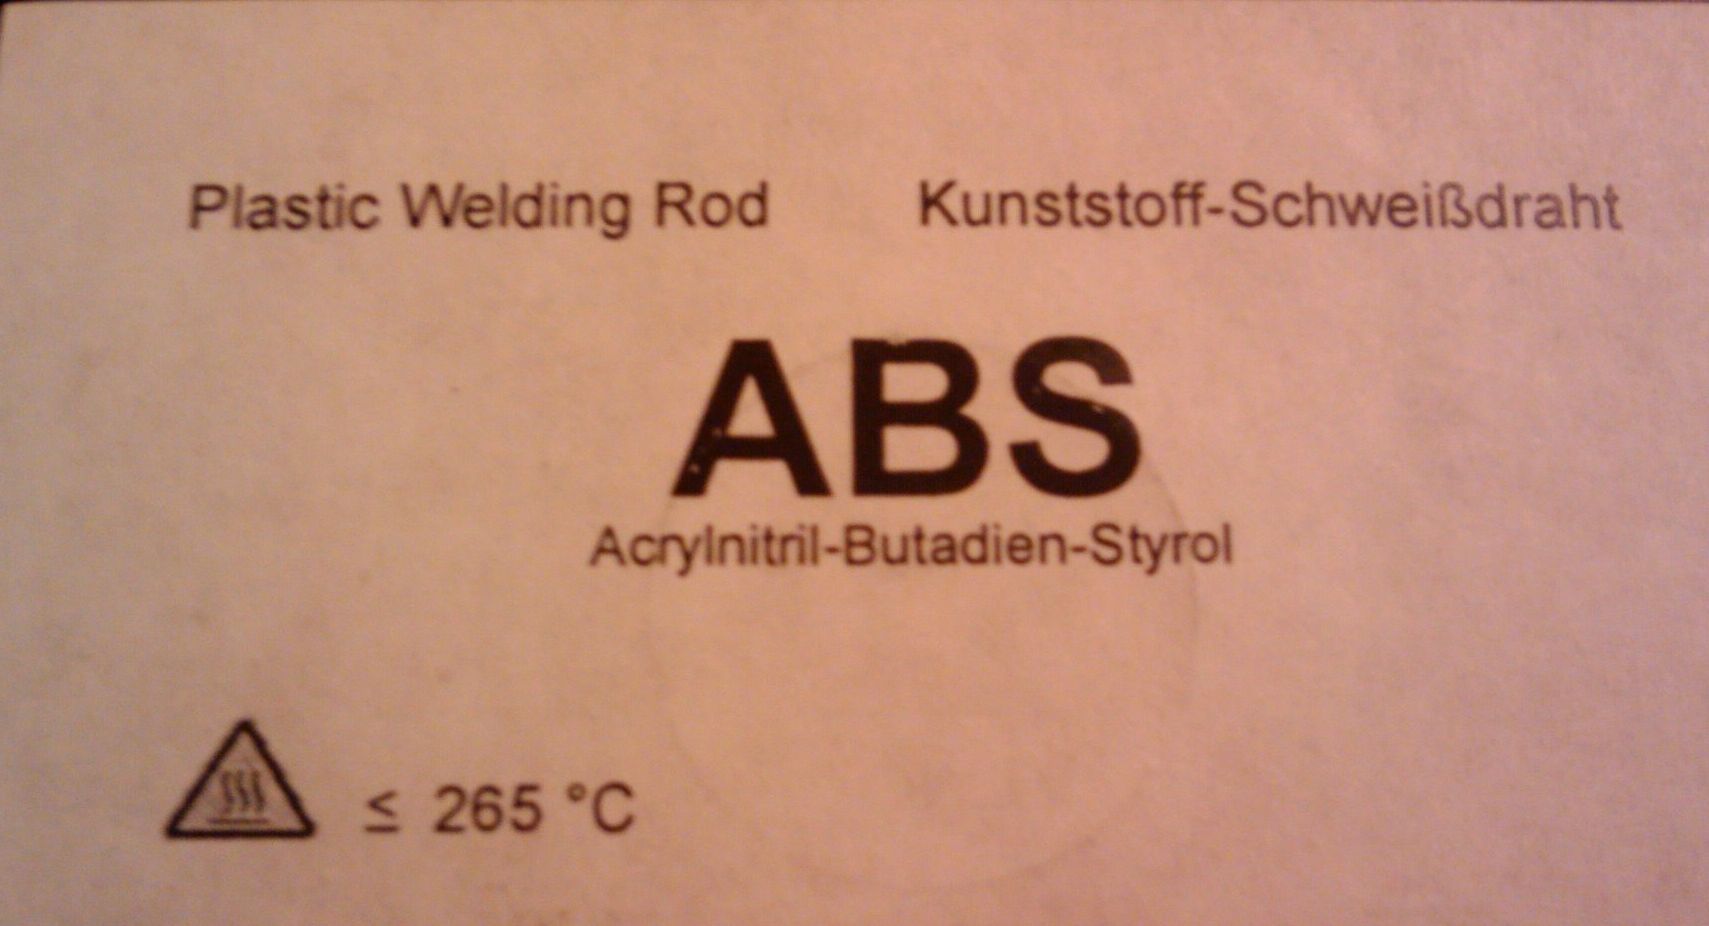 Plastic Welding Rod Kunststoff-Schweißdraht
ABS
Acrylnitril-Butadien-Styrol
≤ 265 °C